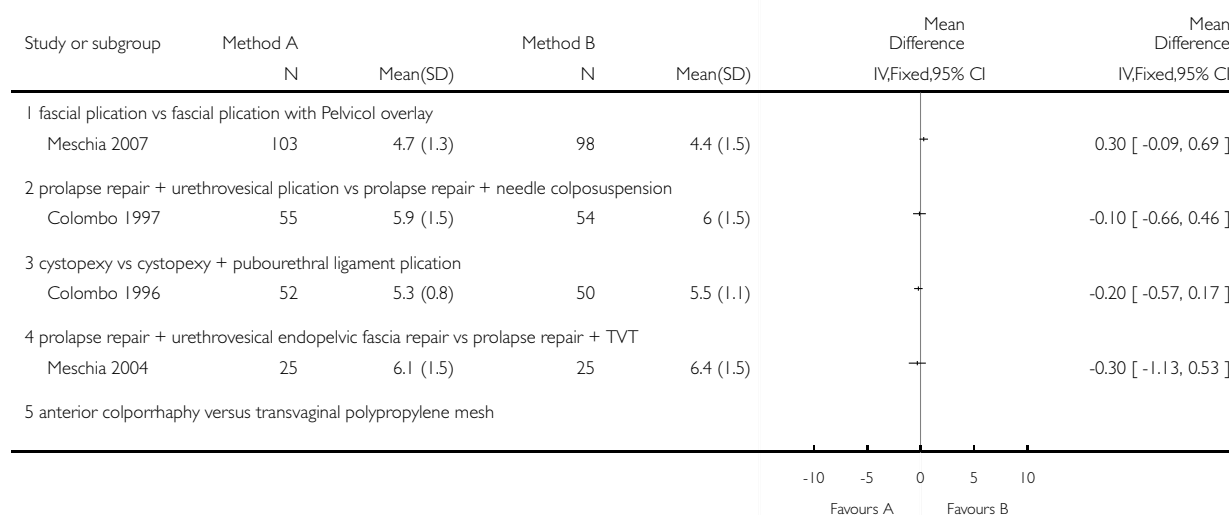 Study or subgroup Method A Method B Mean Difference Mean Difference
N Mean(SD) N Mean(SD) IV,Fixed,95% CI IV,Fixed,95% CI
1 fascial plication vs fascial plication with Pelvicol overlay
Meschia 2007 103 4.7 (1.3) 98 4.4 (1.5) 0.30 [ -0.09, 0.69 ]
2 prolapse repair + urethrovesical plication vs prolapse repair + needle colposuspension
Colombo 1997 55 5.9 (1.5) 54 6 (1.5) -0.10 [ -0.66, 0.46 ]
3 cystopexy vs cystopexy + pubourethral ligament plication
Colombo 1996 52 5.3 (0.8) 50 5.5 (1.1) -0.20 [ -0.57, 0.17 ]
4 prolapse repair + urethrovesical endopelvic fascia repair vs prolapse repair + TVT
Meschia 2004 25 6.1 (1.5) 25 6.4 (1.5) -0.30 [ -1.13, 0.53 ]
5 anterior colporrhaphy versus transvaginal polypropylene mesh
-10 -5 0 5 10
Favours A Favours B